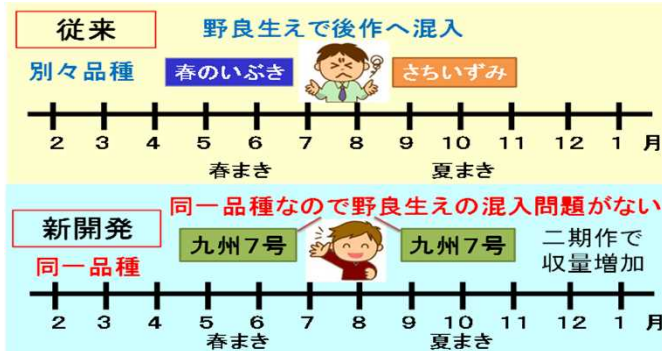 従来
野良生えで後作へ混入
別々品種
春のいぶき
さちいずみ
2 3 4 5 6 7 8 9 10 11 12 1 月
春まき 夏まき
同一品種なので野良生えの混入問題がない
新開発
九州7号
九州7号
二期作で
収量増加
同一品種
2 3 4 5 6 7 8 9 10 11 12 1 月
春まき 夏まき